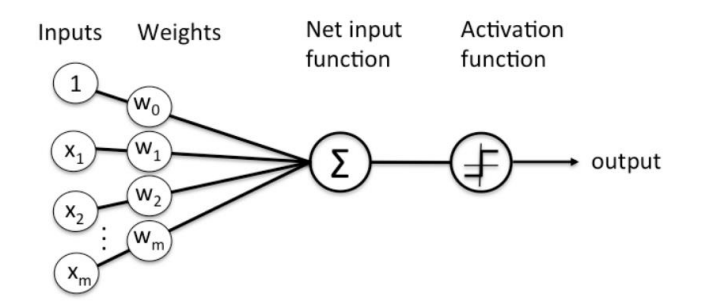 Inputs Weights Net input function Activation function
1
w₀
x₁
w₁
x₂
w₂
⋮
wₘ
xₘ
Σ
output